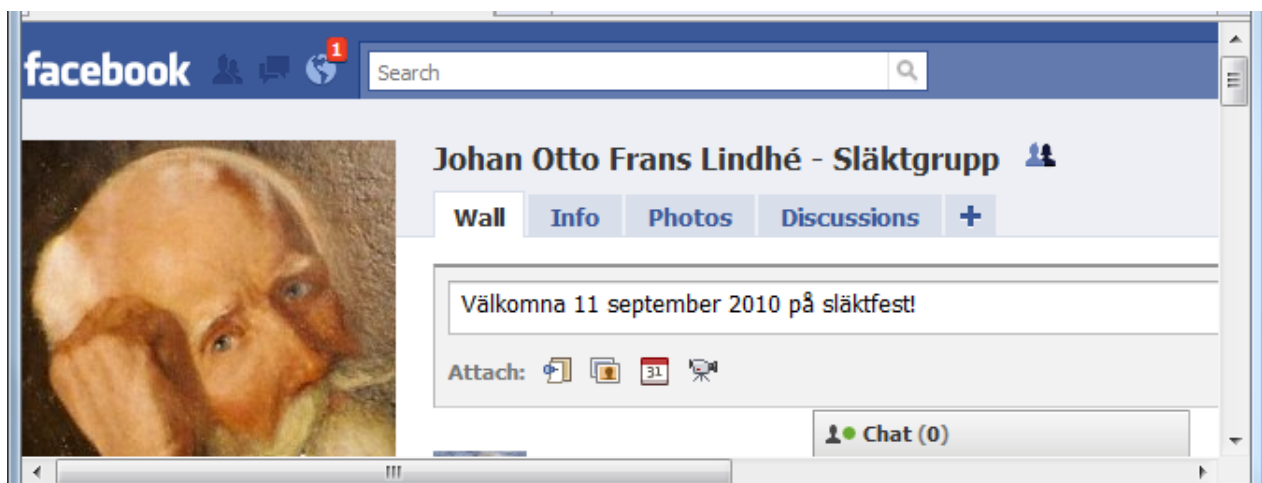 facebook 1 Search
Johan Otto Frans Lindhé - Släktgrupp
Wall Info Photos Discussions +
Välkomna 11 september 2010 på släktfest!
Attach: 31
Chat (0)